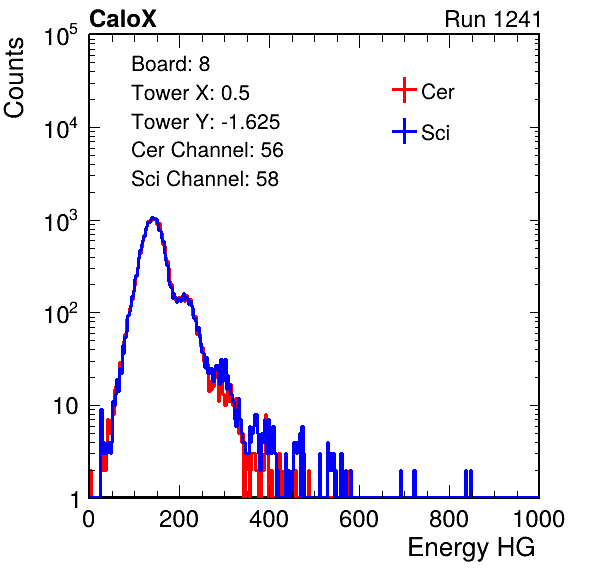 CaloX Run 1241
Counts
10^5
10^4
10^3
10^2
10
1
Board: 8
Tower X: 0.5
Tower Y: -1.625
Cer Channel: 56
Sci Channel: 58
Cer
Sci
0 200 400 600 800 1000
Energy HG